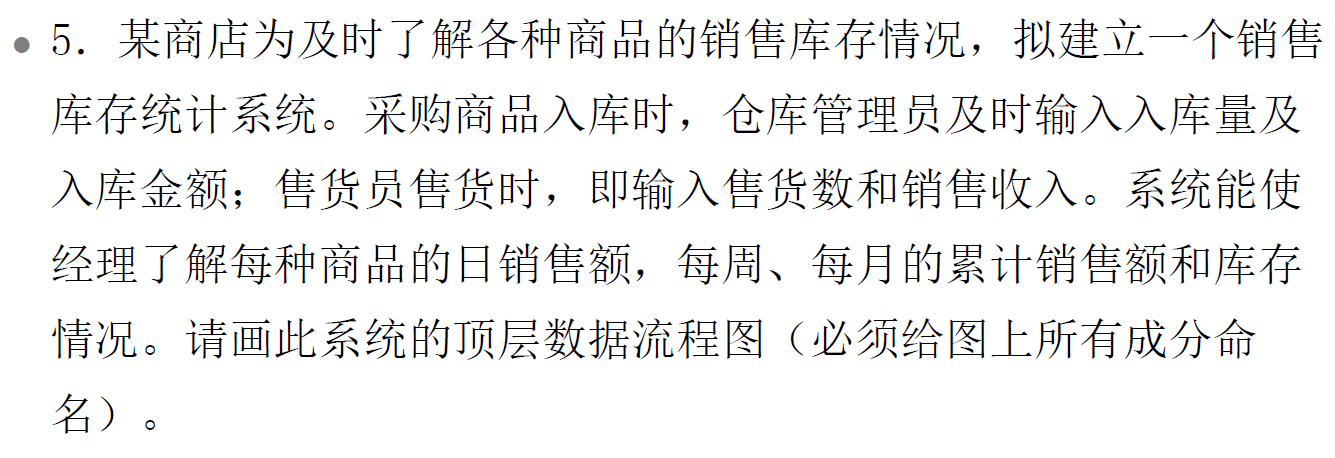 • 5．某商店为及时了解各种商品的销售库存情况，拟建立一个销售
库存统计系统。采购商品入库时，仓库管理员及时输入入库量及
入库金额；售货员售货时，即输入售货数和销售收入。系统能使
经理了解每种商品的日销售额，每周、每月的累计销售额和库存
情况。请画此系统的顶层数据流程图（必须给图上所有成分命
名）。